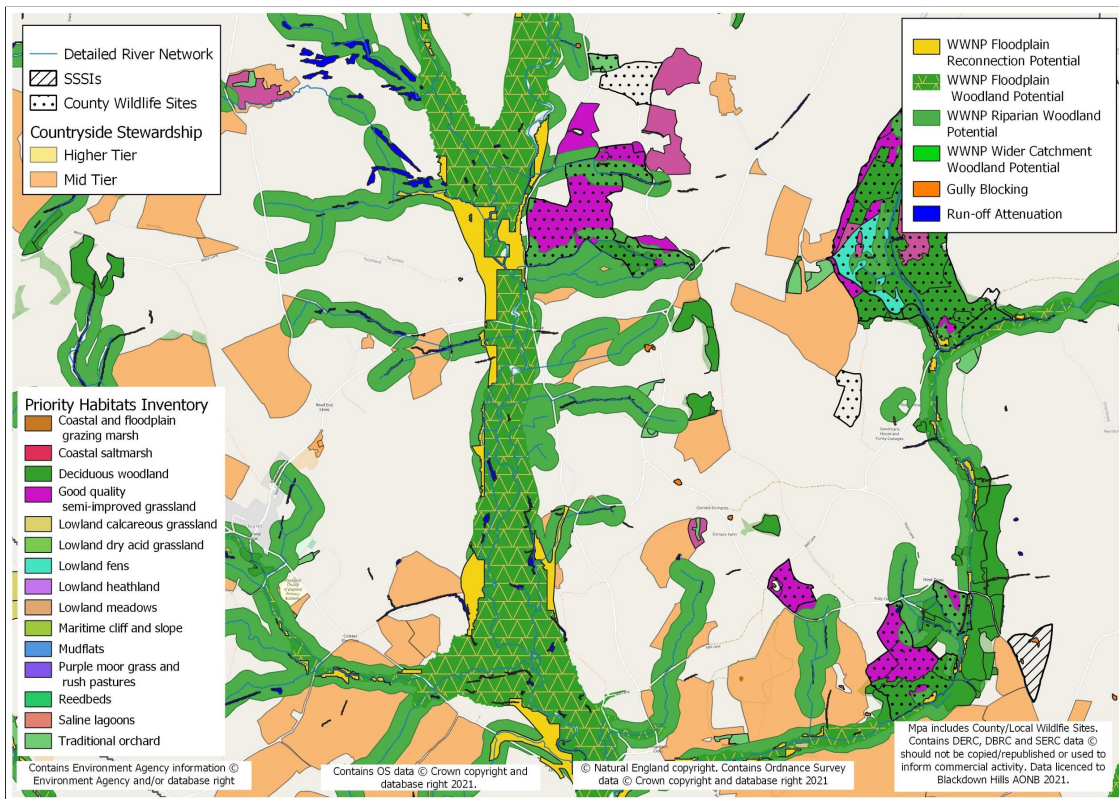 Detailed River Network
SSSIs
County Wildlife Sites
Countryside Stewardship
Higher Tier
Mid Tier
WWNP Floodplain
Reconnection Potential
WWNP Floodplain
Woodland Potential
WWNP Riparian Woodland
Potential
WWNP Wider Catchment
Woodland Potential
Gully Blocking
Run-off Attenuation
Priority Habitats Inventory
Coastal and floodplain
grazing marsh
Coastal saltmarsh
Deciduous woodland
Good quality
semi-improved grassland
Lowland calcareous grassland
Lowland dry acid grassland
Lowland fens
Lowland heathland
Lowland meadows
Maritime cliff and slope
Mudflats
Purple moor grass and
rush pastures
Reedbeds
Saline lagoons
Traditional orchard
Contains Environment Agency information ©
Environment Agency and/or database right
Contains OS data © Crown copyright and
database right 2021.
© Natural England copyright. Contains Ordnance Survey
data © Crown copyright and database right 2021
Mpa includes County/Local Wildlfie Sites.
Contains DERC, DBRC and SERC data ©
should not be copied/republished or used to
inform commercial activity. Data licenced to
Blackdown Hills AONB 2021.